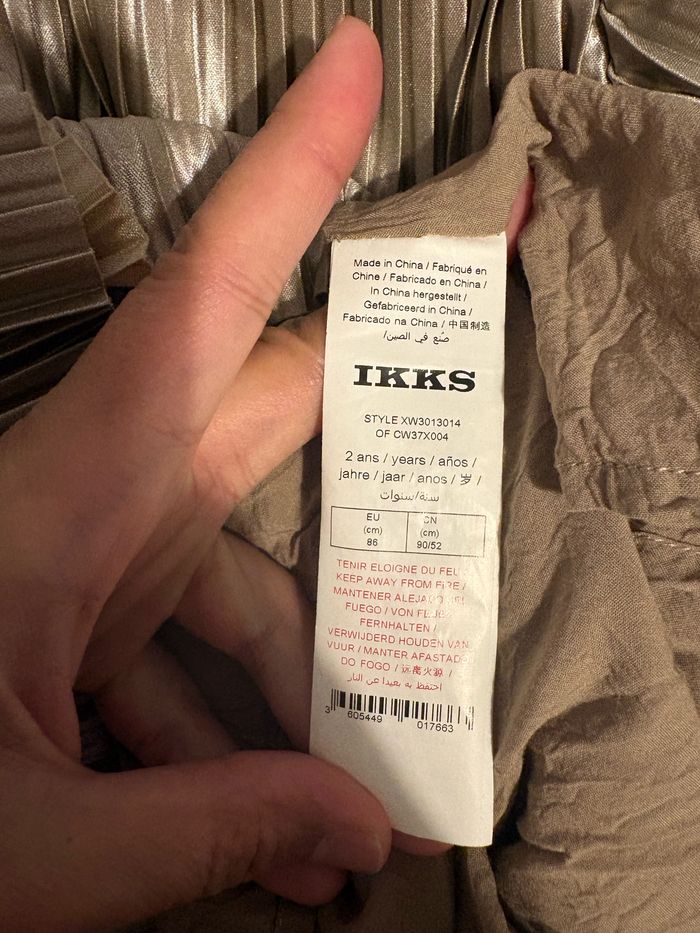 Made in China / Fabriqué en
Chine / Fabricado en China /
In China hergestellt /
Gefabriceerd in China /
Fabricado na China / 中国制造
صُنع في الصين/
IKKS
STYLE XW3013014
OF CW37X004
2 ans / years / años /
jahre / jaar / anos / 岁 /
سنة/سنوات
EU CN
(cm) (cm)
86 90/52
TENIR ELOIGNE DU FEU
KEEP AWAY FROM FIRE /
MANTENER DEL
FUEGO / VON
FERNHALTEN /
VERWIJDERD HOUDEN VAN
VUUR / MANTER AFASTADO
DO FOGO / 远离火源 /
احتفظ به بعيدا عن النار
3 605449 017663